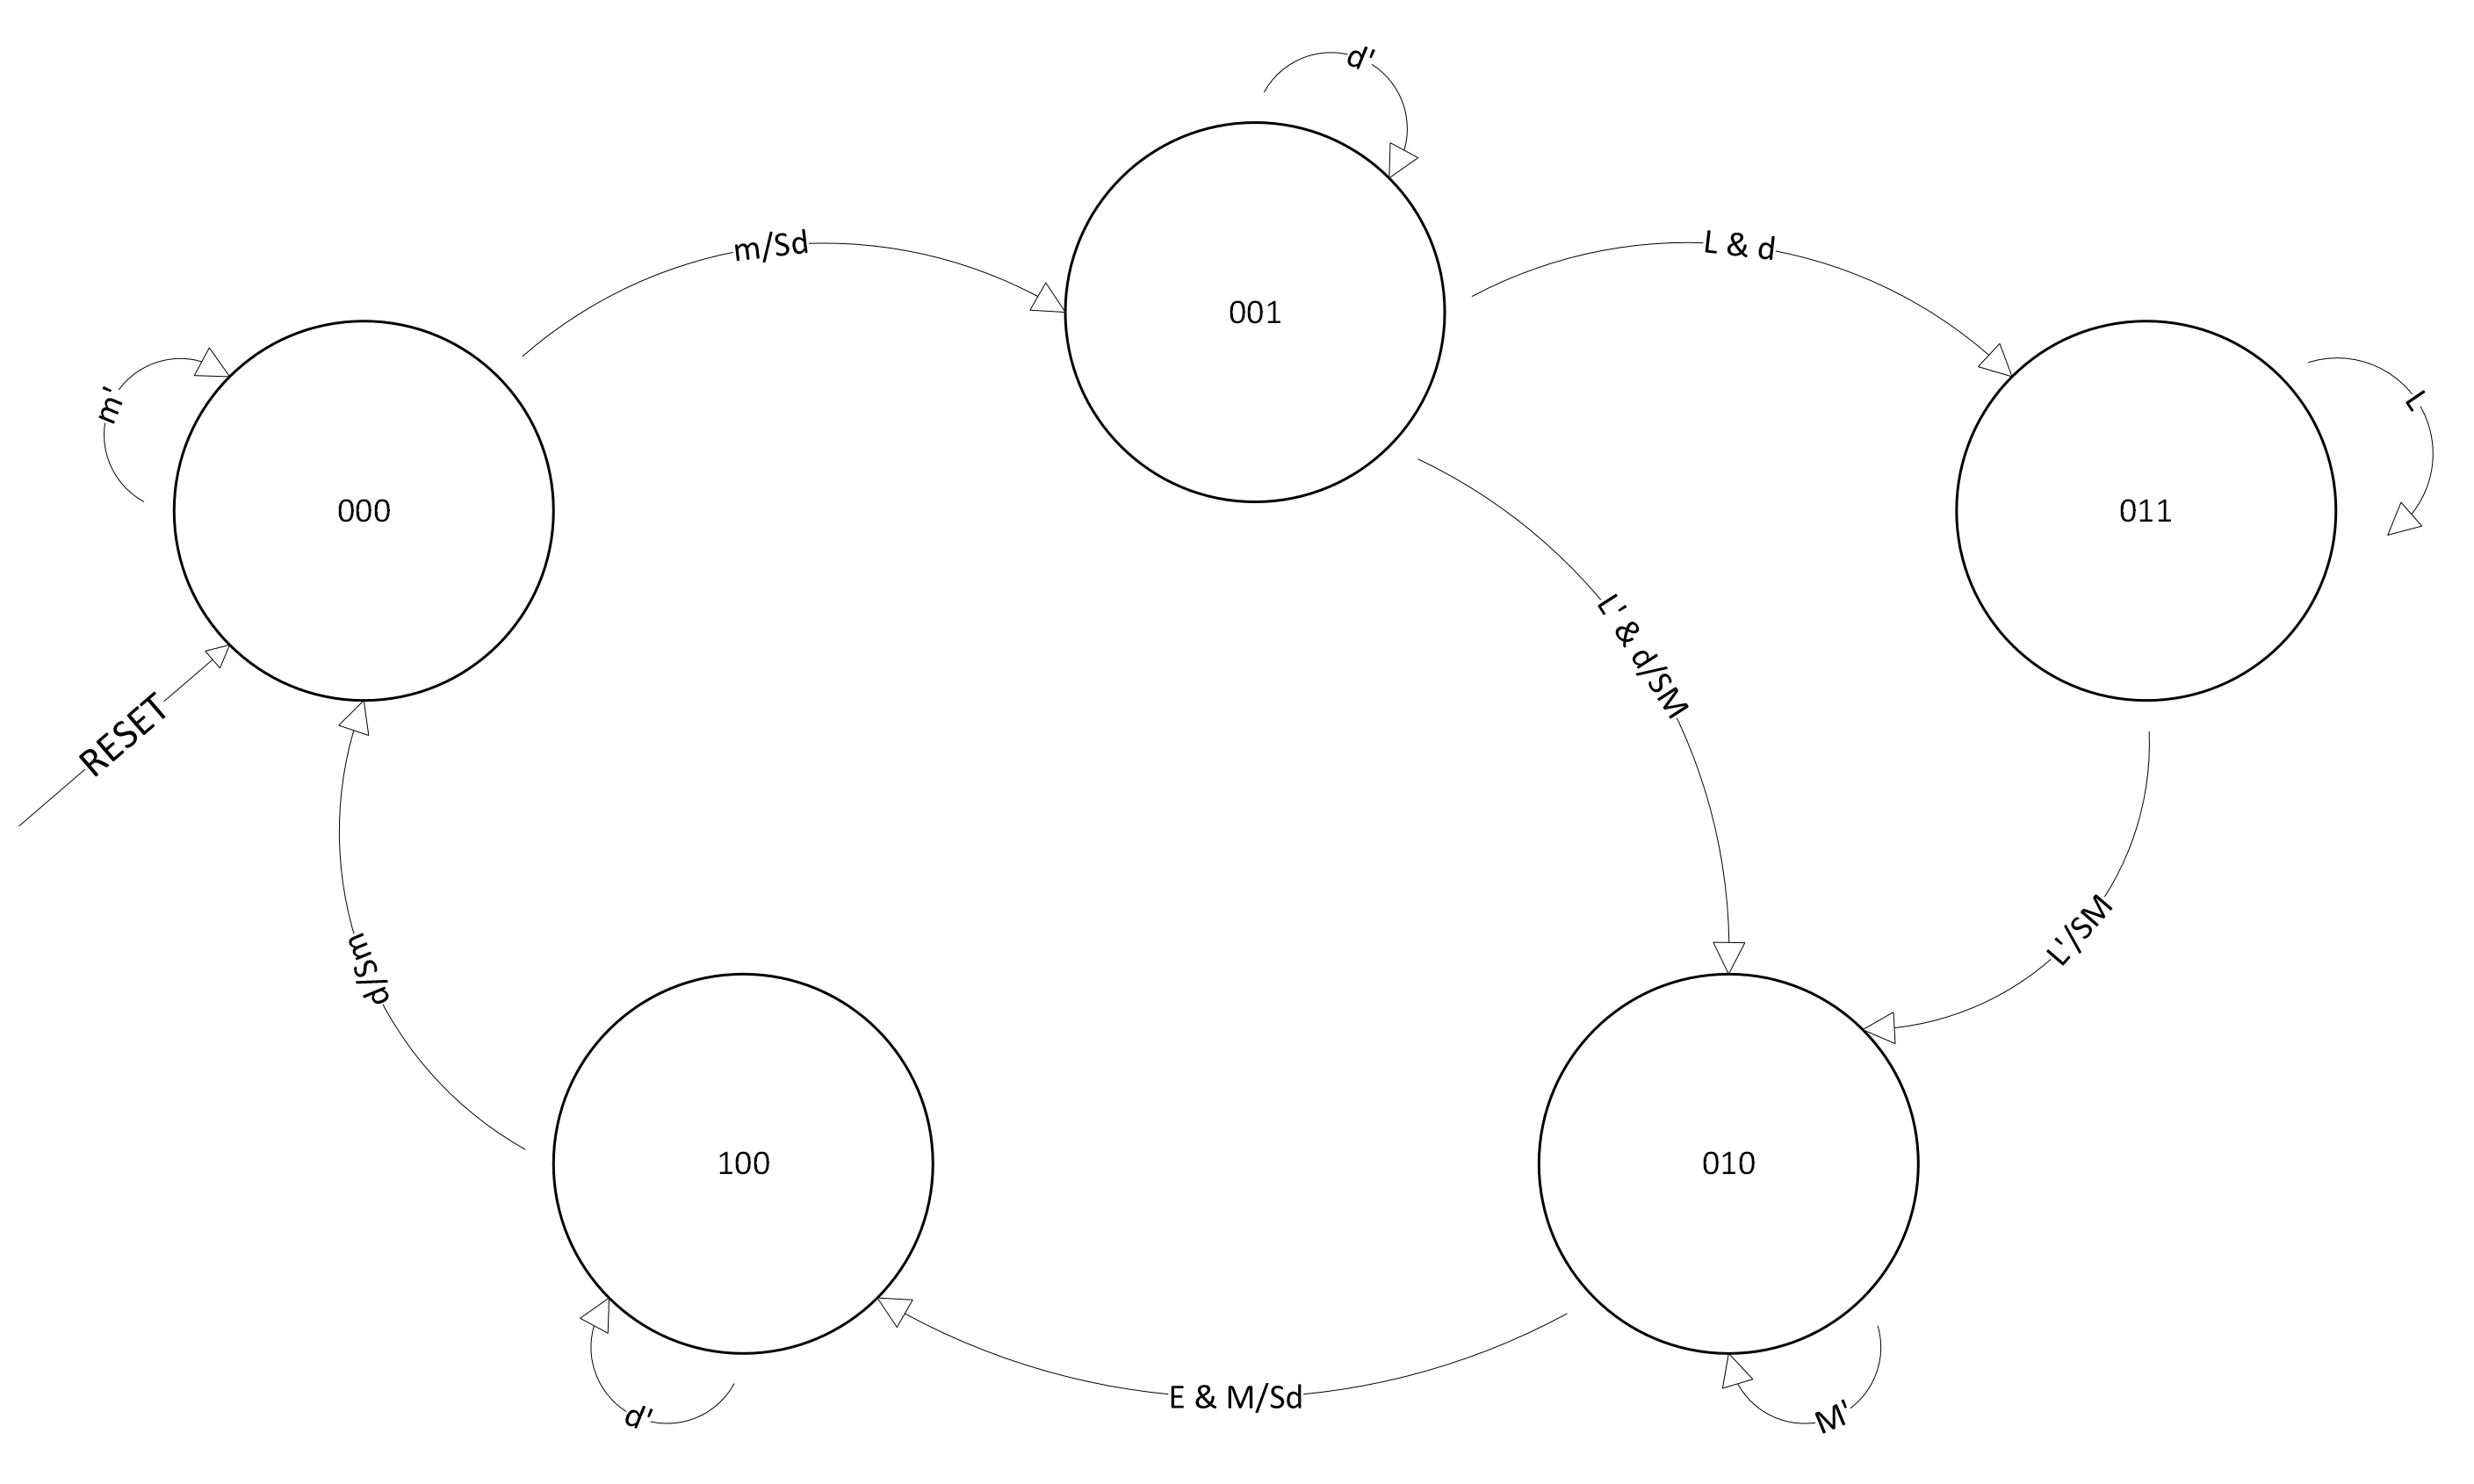 d'
m/Sd
L & d
001
m'
L
000
011
L' & d/sM
RESET
L'/sM
d/sm
100
010
E & M/Sd
d'
M'